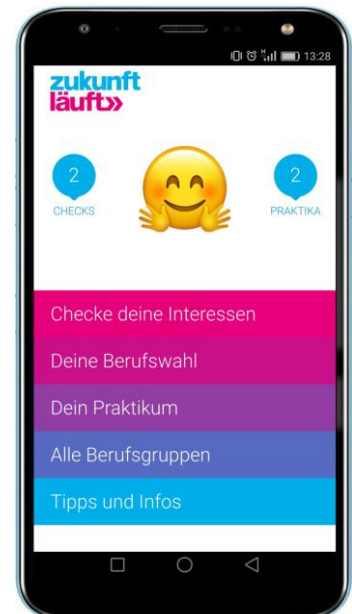 13:28
zukunft
läuft»
2
CHECKS
2
PRAKTIKA
Checke deine Interessen
Deine Berufswahl
Dein Praktikum
Alle Berufsgruppen
Tipps und Infos